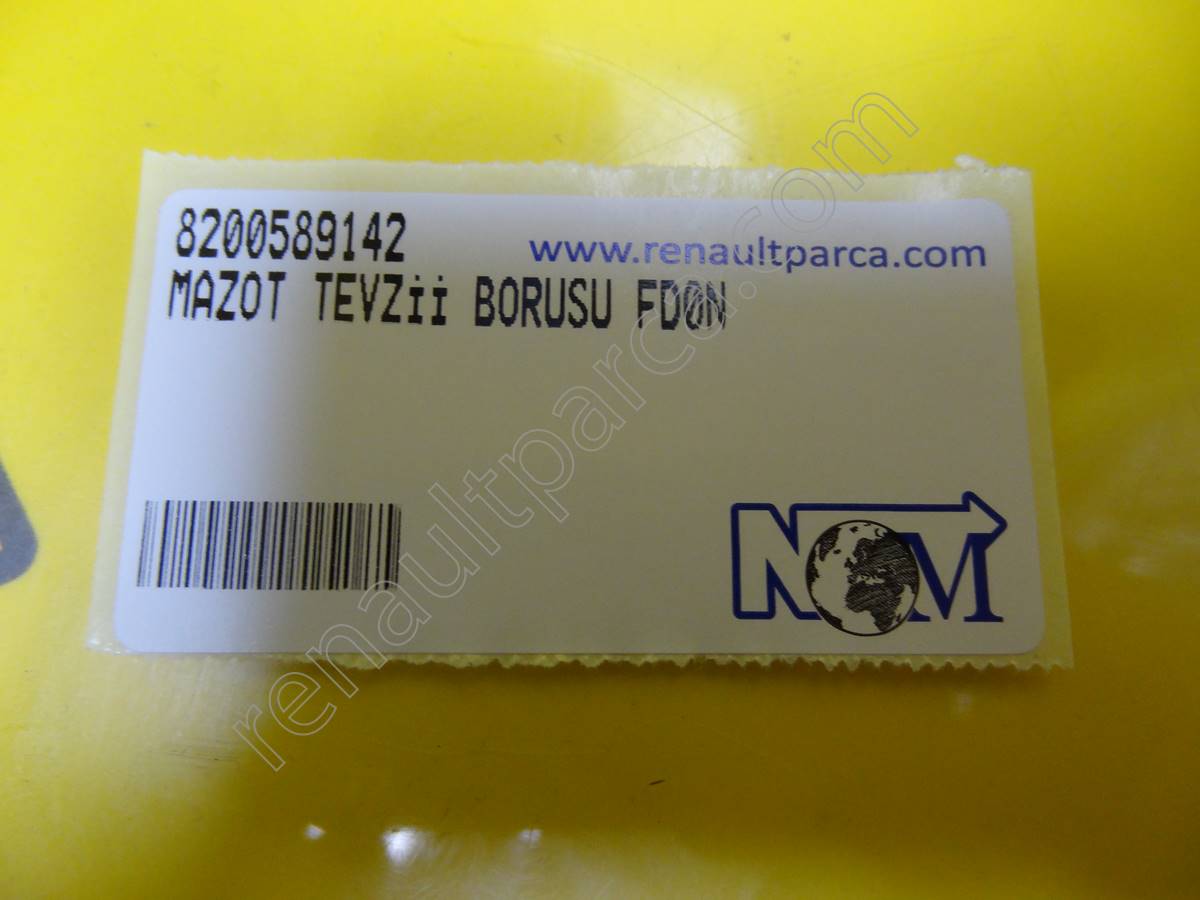 8200589142
www.renaultparca.com
MAZOT TEVZii BORUSU FD0N
NOM
renaultparca.com